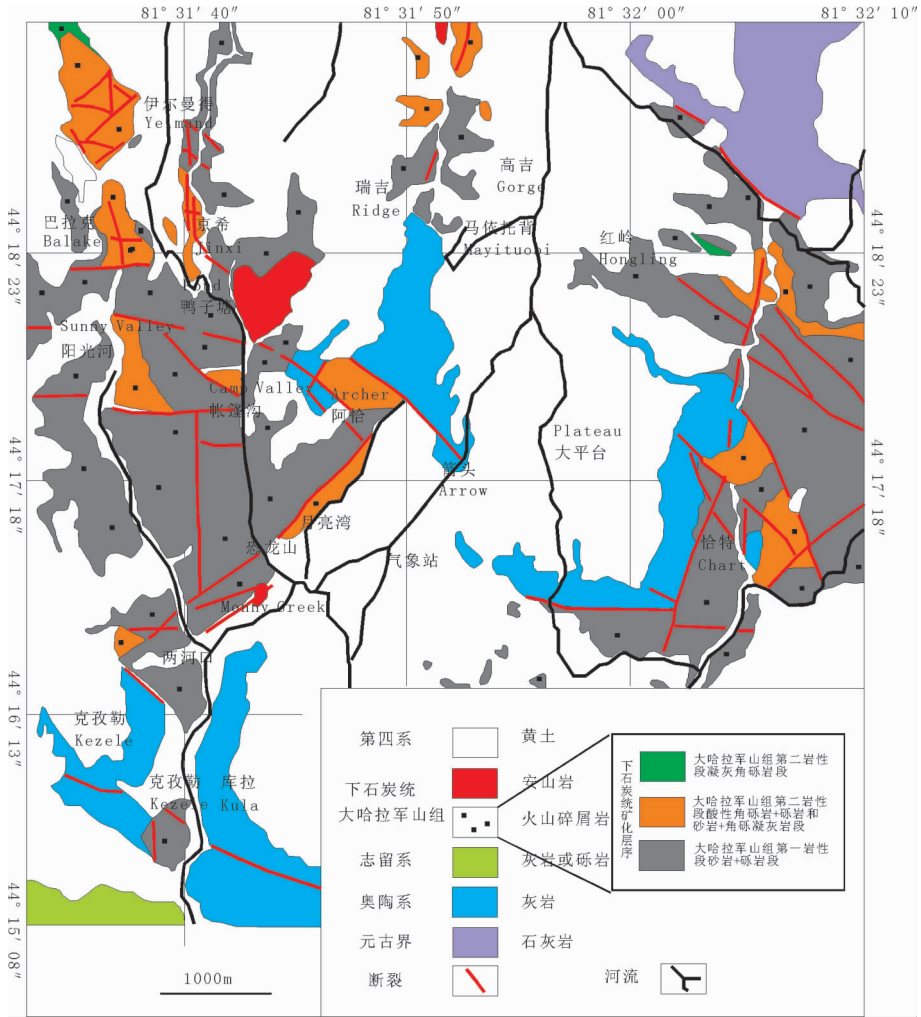 81° 31′ 40″
81° 31′ 50″
81° 32′ 00″
81° 32′ 10″
伊尔曼得
Yelmand
高吉
Gorge
瑞吉
Ridge
巴拉克
Balake
京希
Jinxi
马依托背
Mayituobi
红岭
Hongling
44° 18′ 23″
44° 18′ 23″
Pond
鸭子塘
Sunny Valley
阳光河
Camp Valler
帐篷沟
Archer
阿恰
Plateau
大平台
箭头
Arrow
44° 17′ 18″
44° 17′ 18″
月亮湾
恐龙山
气象站
恰特
Chart
Monny Creek
两河口
44° 16′ 13″
克孜勒
Kezele
克孜勒
Kezele
库拉
Kula
44° 15′ 08″
1000m
第四系
黄土
下石炭统
安山岩
大哈拉军山组
火山碎屑岩
志留系
灰岩或砾岩
奥陶系
灰岩
元古界
石灰岩
断裂
河流
下石炭统矿化层序
大哈拉军山组第二岩性
段凝灰角砾岩段
大哈拉军山组第二岩性
段酸性角砾岩+砾岩和
砂岩+角砾凝灰岩段
大哈拉军山组第一岩性
段砂岩+砾岩段